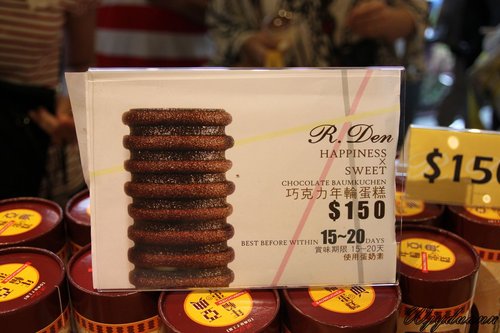 R. Den
HAPPINESS
×
SWEET
CHOCOLATE BAUMKUCHEN
巧克力年輪蛋糕
$150
BEST BEFORE WITHIN 15~20 DAYS
賞味期限 15~20天
使用蛋奶素
$150